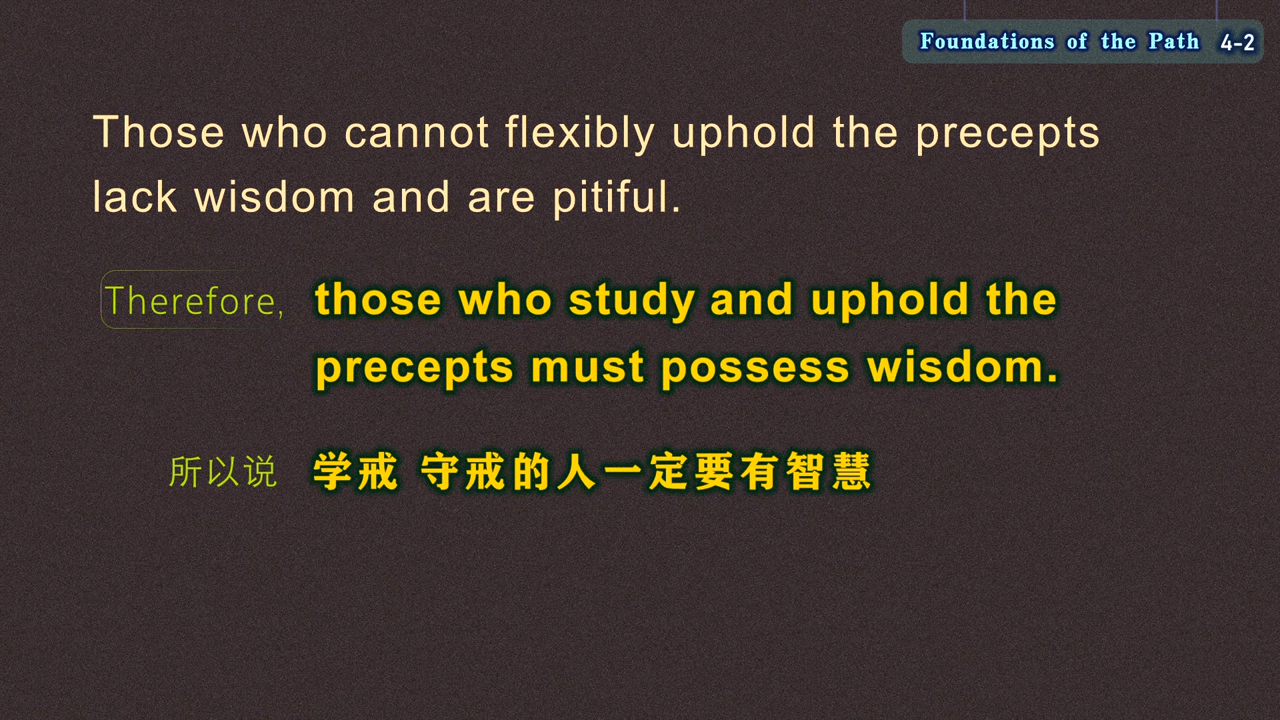 Foundations of the Path 4-2
Those who cannot flexibly uphold the precepts
lack wisdom and are pitiful.
Therefore, those who study and uphold the
precepts must possess wisdom.
所以说 学戒 守戒的人一定要有智慧